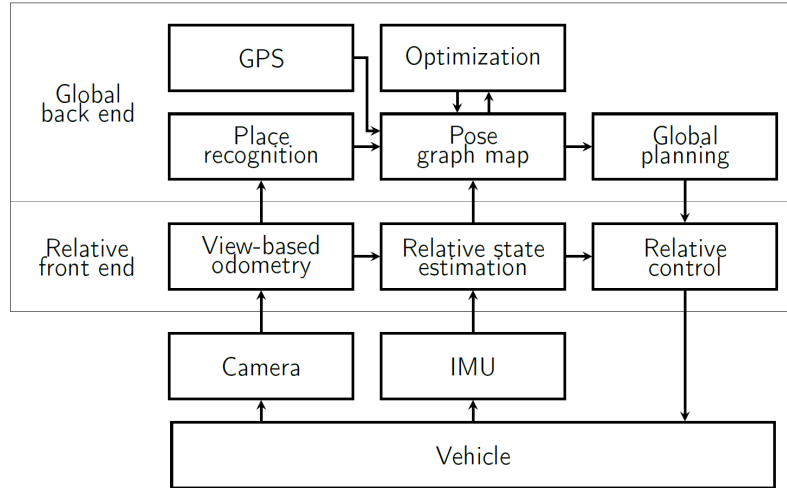 Global
back end
GPS
Optimization
Place
recognition
Pose
graph map
Global
planning
Relative
front end
View-based
odometry
Relative state
estimation
Relative
control
Camera
IMU
Vehicle